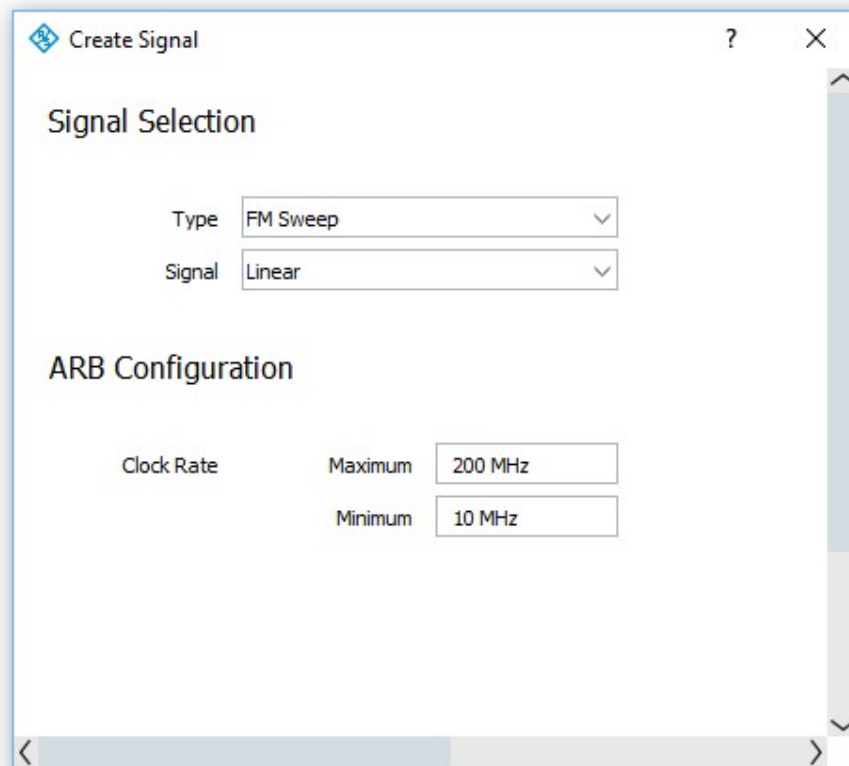 Create Signal ?
Signal Selection
Type FM Sweep
Signal Linear
ARB Configuration
Clock Rate Maximum 200 MHz
Minimum 10 MHz